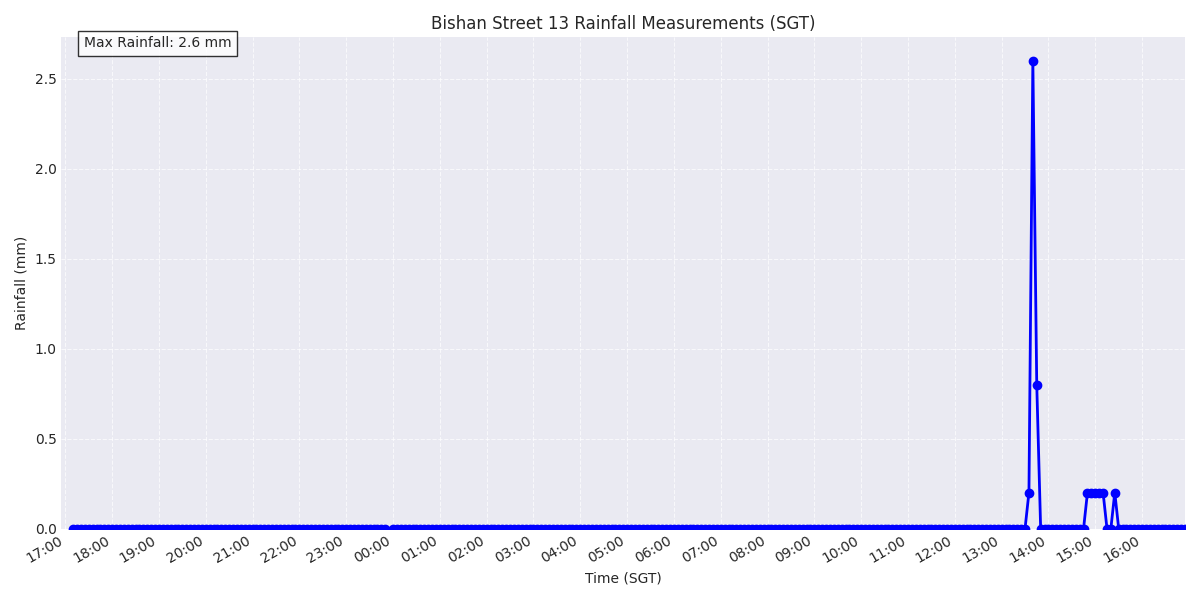 Bishan Street 13 Rainfall Measurements (SGT)
Max Rainfall: 2.6 mm
2.5
2.0
1.5
1.0
0.5
0.0
Rainfall (mm)
17:00 18:00 19:00 20:00 21:00 22:00 23:00 00:00 01:00 02:00 03:00 04:00 05:00 06:00 07:00 08:00 09:00 10:00 11:00 12:00 13:00 14:00 15:00 16:00
Time (SGT)